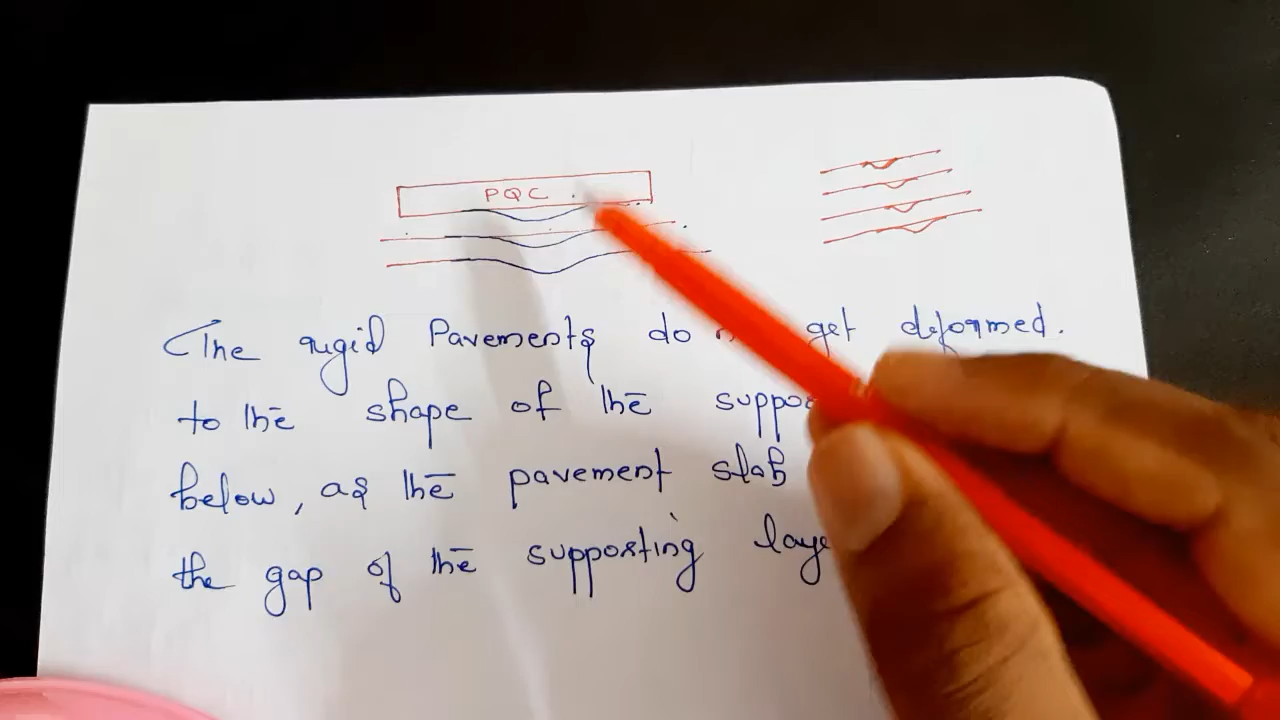 PQC
The rigid Pavements do get deformed.
to the shape of the
below, as the pavement slab
the gap of the supporting